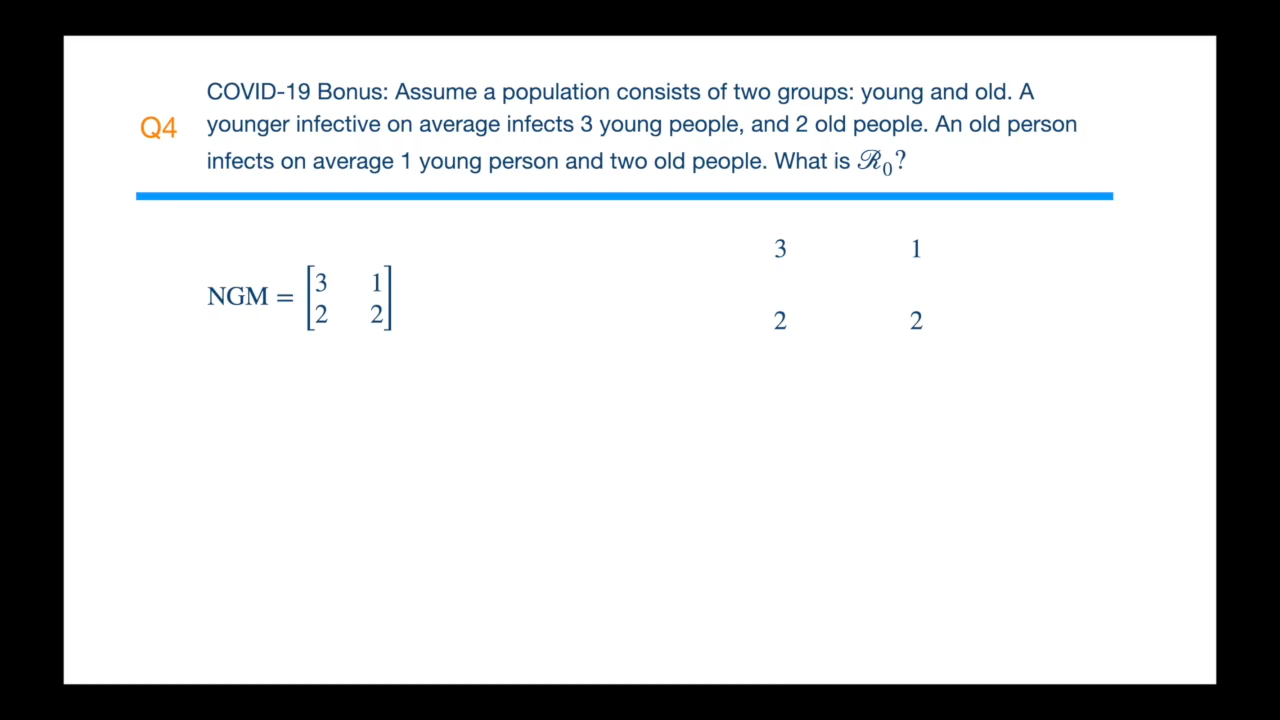 COVID-19 Bonus: Assume a population consists of two groups: young and old. A
Q4 younger infective on average infects 3 young people, and 2 old people. An old person
infects on average 1 young person and two old people. What is ℛ₀?
3 1
NGM = [3 1
2 2]
2 2